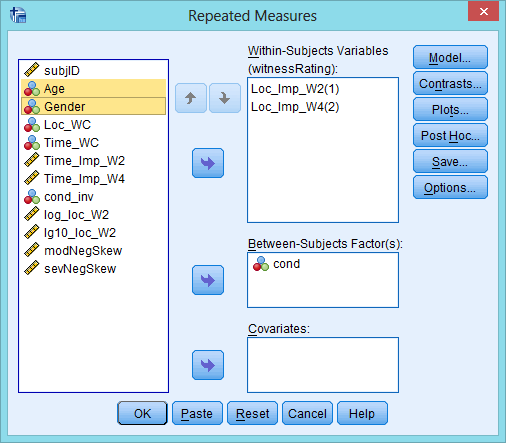 Repeated Measures
subjID
Age
Gender
Loc_WC
Time_WC
Time_Imp_W2
Time_Imp_W4
cond_inv
log_loc_W2
lg10_loc_W2
modNegSkew
sevNegSkew
Within-Subjects Variables
(witnessRating):
Loc_Imp_W2(1)
Loc_Imp_W4(2)
Between-Subjects Factor(s):
cond
Covariates:
Model...
Contrasts...
Plots...
Post Hoc...
Save...
Options...
OK
Paste
Reset
Cancel
Help